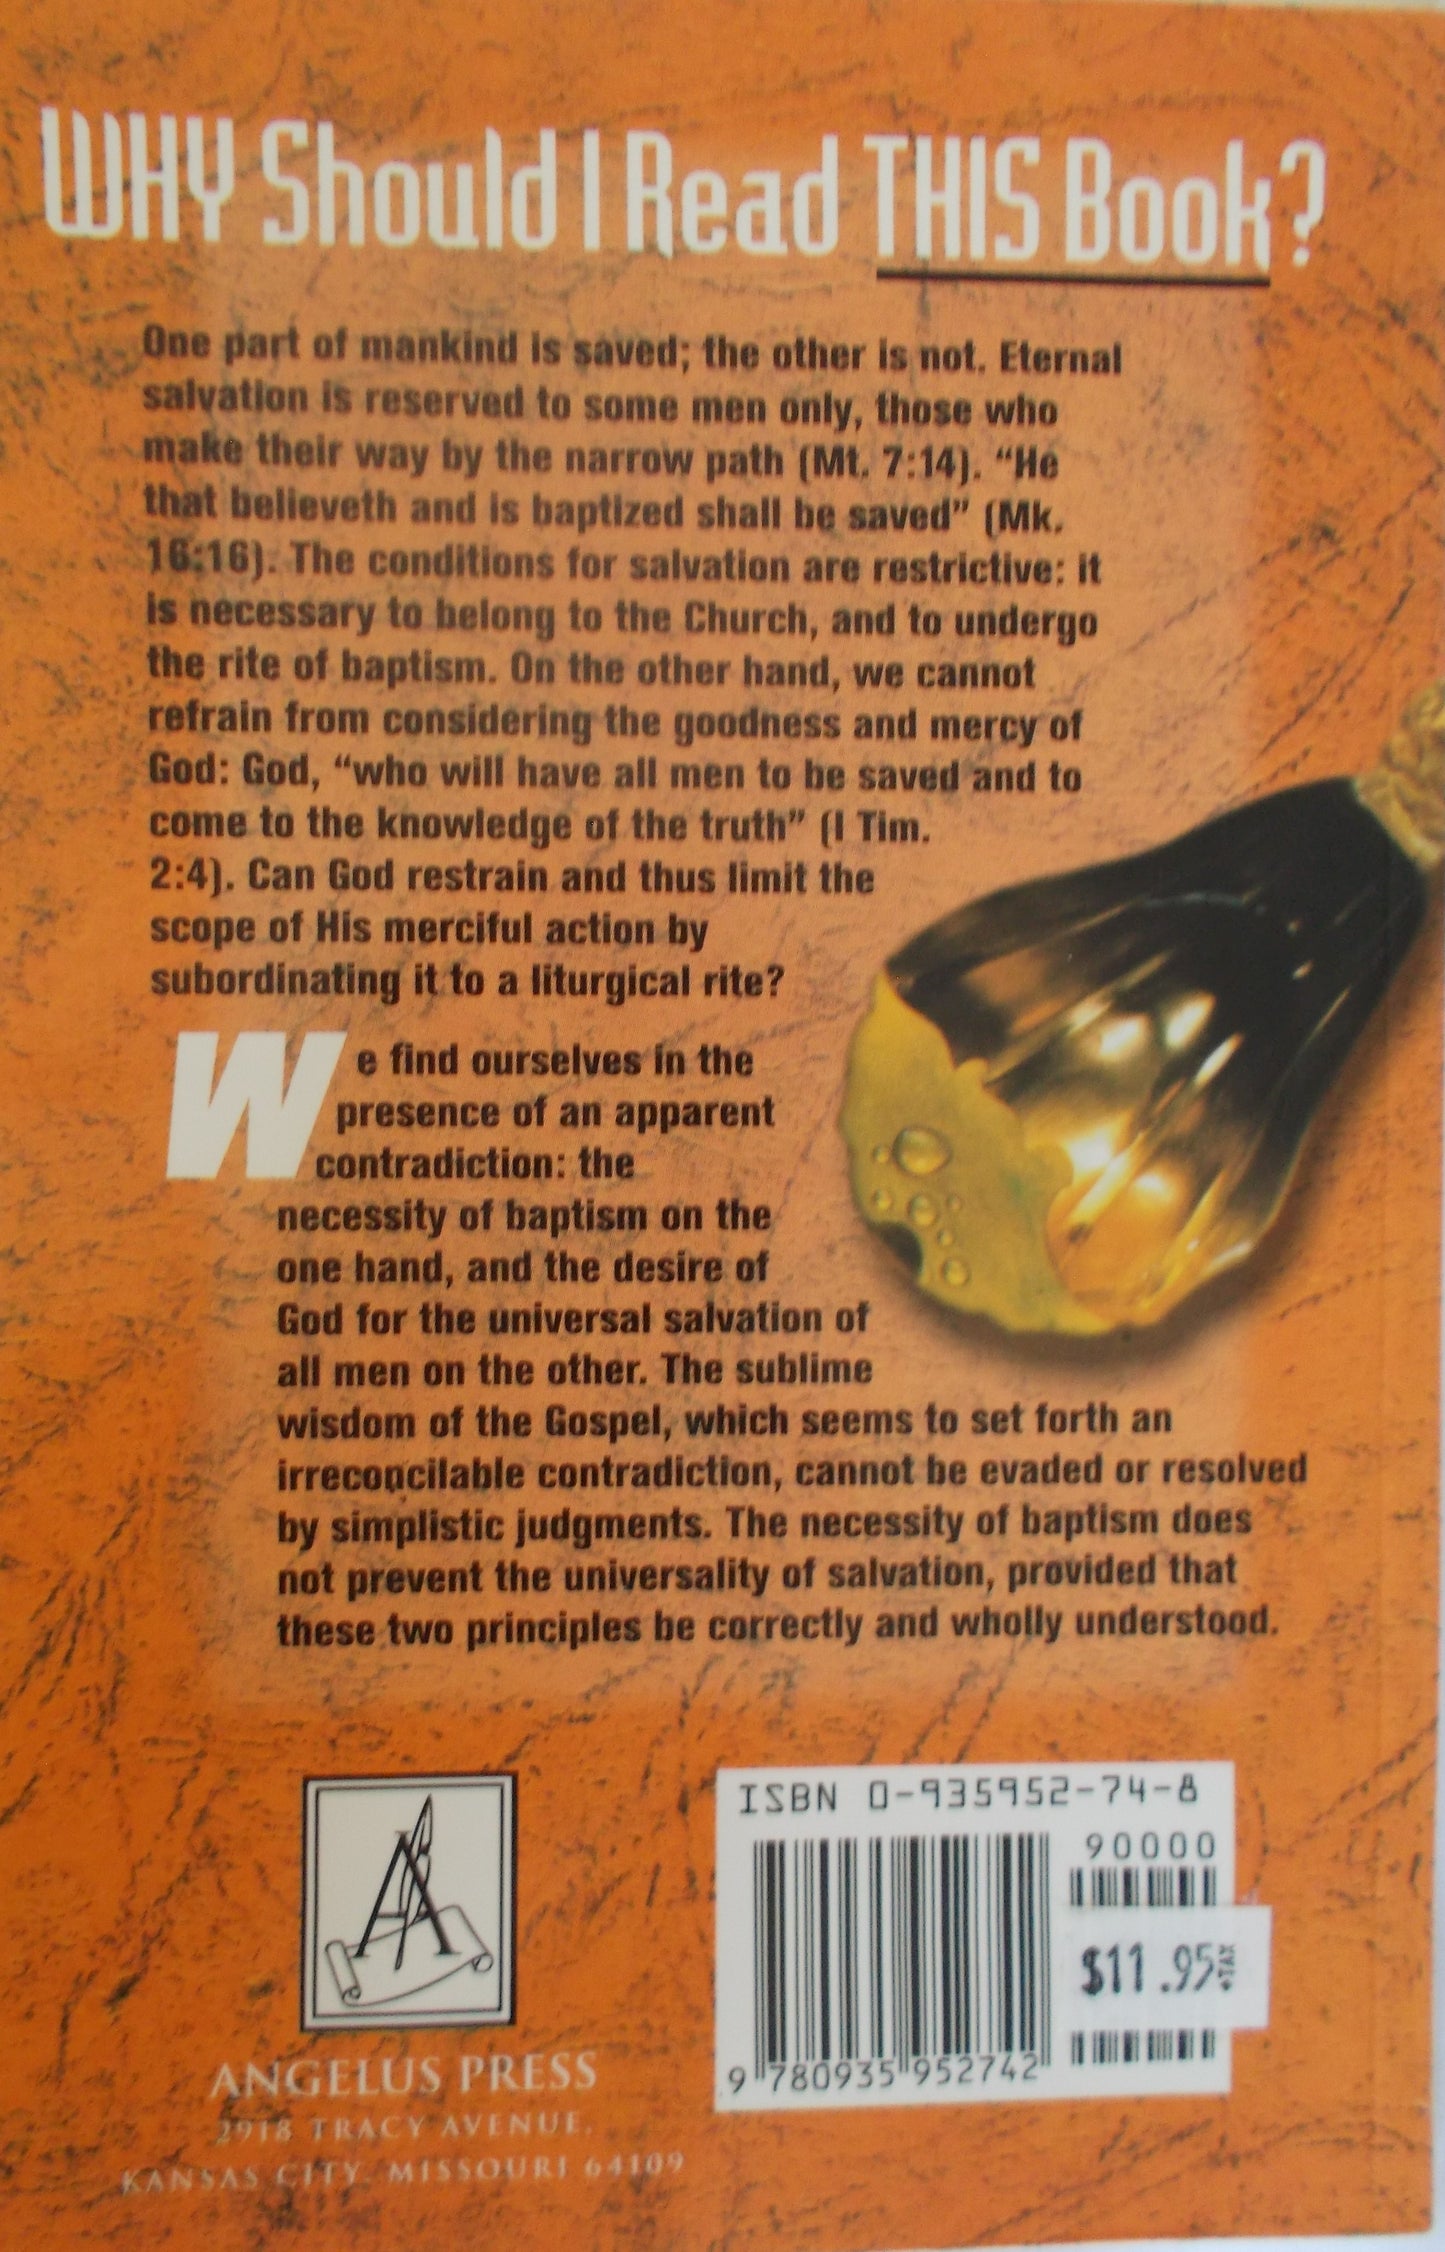 WHY Should I Read THIS Book?
One part of mankind is saved; the other is not. Eternal
salvation is reserved to some men only, those who
make their way by the narrow path (Mt. 7:14). “He
that believeth and is baptized shall be saved” (Mk.
16:16). The conditions for salvation are restrictive: it
is necessary to belong to the Church, and to undergo
the rite of baptism. On the other hand, we cannot
refrain from considering the goodness and mercy of
God: God, “who will have all men to be saved and to
come to the knowledge of the truth” (I Tim.
2:4). Can God restrain and thus limit the
scope of His merciful action by
subordinating it to a liturgical rite?
We find ourselves in the
presence of an apparent
contradiction: the
necessity of baptism on the
one hand, and the desire of
God for the universal salvation of
all men on the other. The sublime
wisdom of the Gospel, which seems to set forth an
irreconcilable contradiction, cannot be evaded or resolved
by simplistic judgments. The necessity of baptism does
not prevent the universality of salvation, provided that
these two principles be correctly and wholly understood.
A
ANGELUS PRESS
2918 TRACY AVENUE,
KANSAS CITY, MISSOURI 64109
ISBN 0-935952-74-8
90000
$11.95+TAX
9 780935 952742